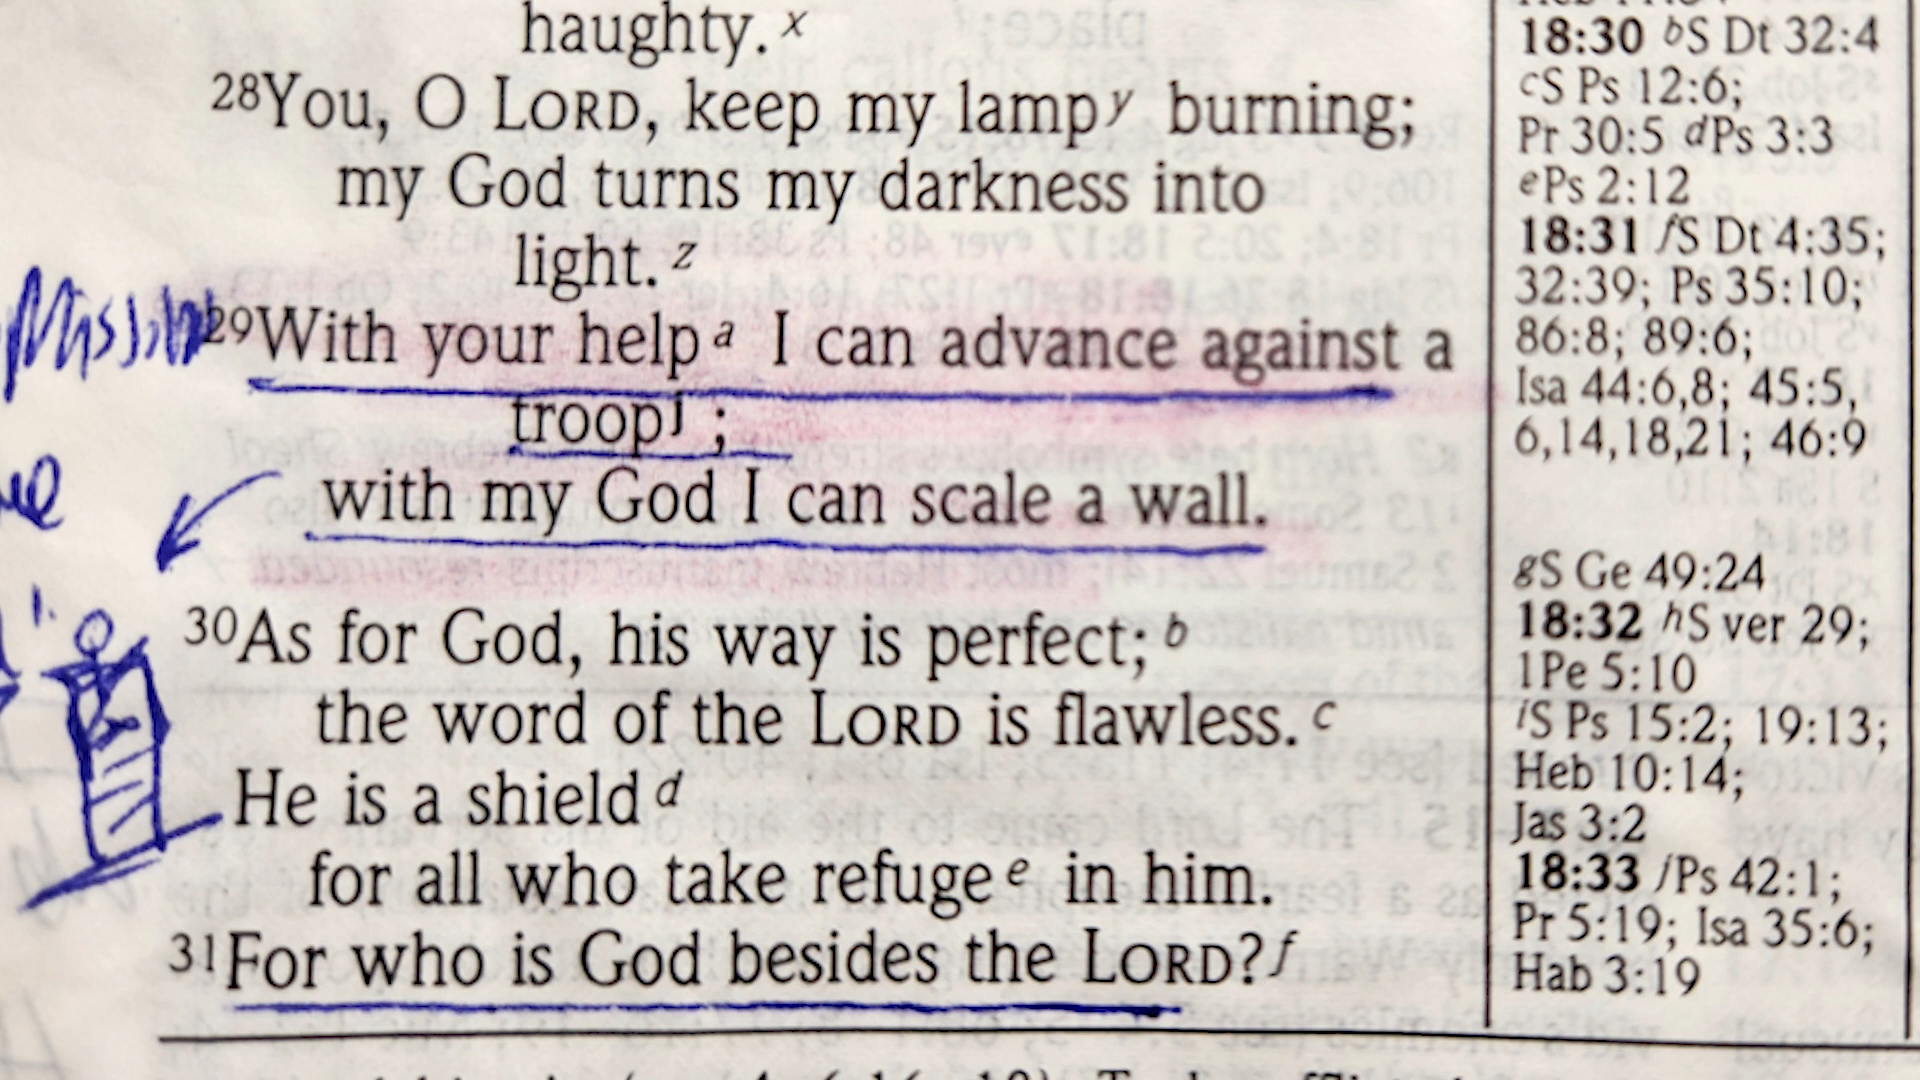 haughty. x
28You, O LORD, keep my lamp y burning;
my God turns my darkness into
light. z
29With your help a I can advance against a
troop j ;
with my God I can scale a wall.
30As for God, his way is perfect; b
the word of the LORD is flawless. c
He is a shield d
for all who take refuge e in him.
31For who is God besides the LORD? f
18:30 bS Dt 32:4
cS Ps 12:6;
Pr 30:5 dPs 3:3
ePs 2:12
18:31 fS Dt 4:35;
32:39; Ps 35:10;
86:8; 89:6;
Isa 44:6,8; 45:5,
6,14,18,21; 46:9
gS Ge 49:24
18:32 hS ver 29;
1Pe 5:10
iS Ps 15:2; 19:13;
Heb 10:14;
Jas 3:2
18:33 jPs 42:1;
Pr 5:19; Isa 35:6;
Hab 3:19